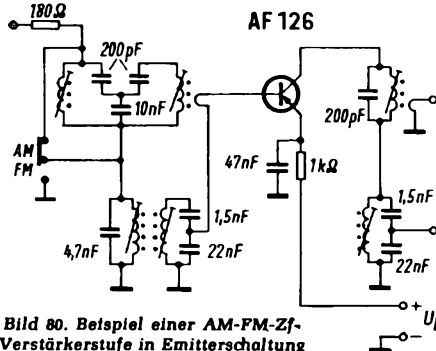 180Ω
AF 126
200pF
10nF
200pF
AM
FM
47nF
1kΩ
1,5nF
1,5nF
4,7nF
22nF
22nF
+
−
Bild 80. Beispiel einer AM-FM-Zf-
Verstärkerstufe in Emitterschaltung